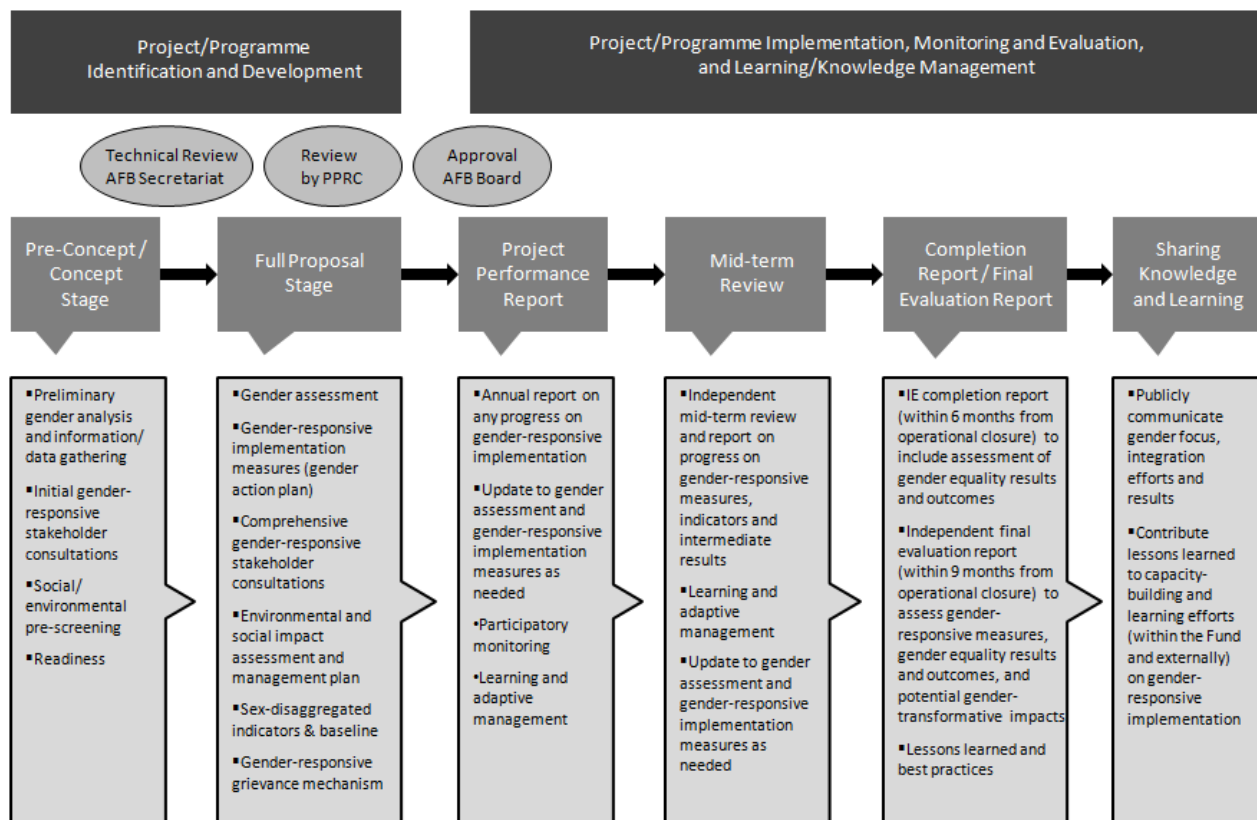 Project/Programme
Identification and Development
Project/Programme Implementation, Monitoring and Evaluation,
and Learning/Knowledge Management
Technical Review
AFB Secretariat
Review
by PPRC
Approval
AFB Board
Pre-Concept /
Concept
Stage
Full Proposal
Stage
Project
Performance
Report
Mid-term
Review
Completion
Report / Final
Evaluation Report
Sharing
Knowledge
and Learning
▪Preliminary
gender analysis
and information/
data gathering
▪Initial gender-
responsive
stakeholder
consultations
▪Social/
environmental
pre-screening
▪Readiness
▪Gender assessment
▪Gender-responsive
implementation
measures (gender
action plan)
▪Comprehensive
gender-responsive
stakeholder
consultations
▪Environmental and
social impact
assessment and
management plan
▪Sex-disaggregated
indicators & baseline
▪Gender-responsive
grievance mechanism
▪Annual report on
any progress on
gender-responsive
implementation
▪Update to gender
assessment and
gender-responsive
implementation
measures as
needed
•Participatory
monitoring
•Learning and
adaptive
management
▪Independent
mid-term review
and report on
progress on
gender-responsive
measures,
indicators and
intermediate
results
▪Learning and
adaptive
management
▪Update to gender
assessment and
gender-responsive
implementation
measures as
needed
▪IE completion report
(within 6 months from
operational closure) to
include assessment of
gender equality results
and outcomes
▪Independent final
evaluation report
(within 9 months from
operational closure) to
assess gender-
responsive measures,
gender equality results
and outcomes, and
potential gender-
transformative impacts
▪Lessons learned and
best practices
▪Publicly
communicate
gender focus,
integration
efforts and
results
▪Contribute
lessons learned
to capacity-
building and
learning efforts
(within the Fund
and externally)
on gender-
responsive
implementation